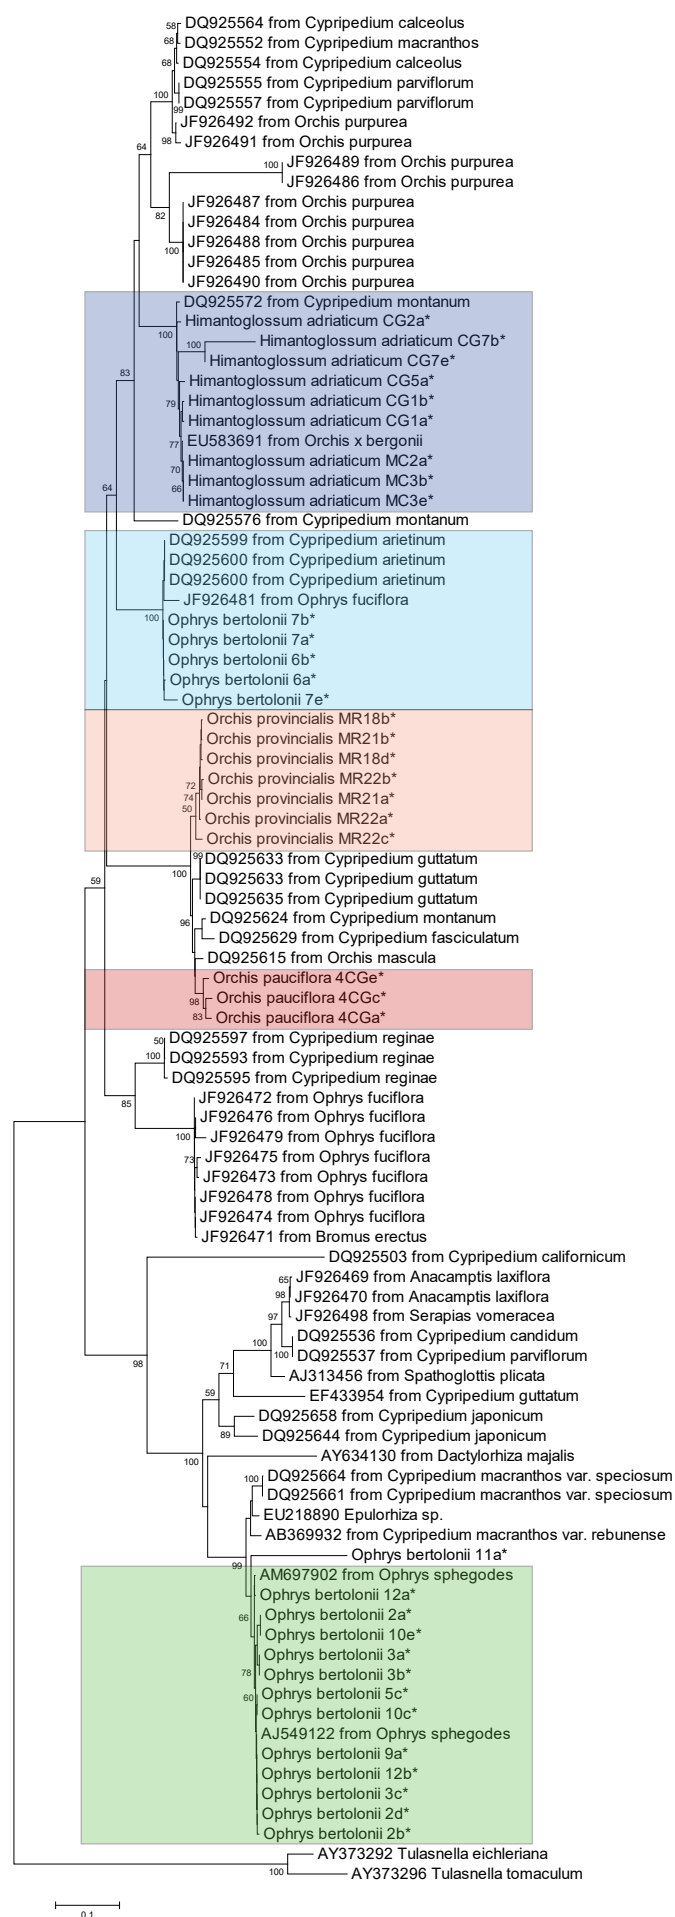 58 DQ925564 from Cypripedium calceolus
68 DQ925552 from Cypripedium macranthos
68 DQ925554 from Cypripedium calceolus
DQ925555 from Cypripedium parviflorum
100
99 DQ925557 from Cypripedium parviflorum
JF926492 from Orchis purpurea
98 JF926491 from Orchis purpurea
64
100 JF926489 from Orchis purpurea
JF926486 from Orchis purpurea
JF926487 from Orchis purpurea
82
JF926484 from Orchis purpurea
JF926488 from Orchis purpurea
100
JF926485 from Orchis purpurea
JF926490 from Orchis purpurea
DQ925572 from Cypripedium montanum
Himantoglossum adriaticum CG2a*
100
Himantoglossum adriaticum CG7b*
100
Himantoglossum adriaticum CG7e*
83
Himantoglossum adriaticum CG5a*
79 Himantoglossum adriaticum CG1b*
Himantoglossum adriaticum CG1a*
77 EU583691 from Orchis x bergonii
Himantoglossum adriaticum MC2a*
70
Himantoglossum adriaticum MC3b*
66
Himantoglossum adriaticum MC3e*
64
DQ925576 from Cypripedium montanum
DQ925599 from Cypripedium arietinum
DQ925600 from Cypripedium arietinum
DQ925600 from Cypripedium arietinum
JF926481 from Ophrys fuciflora
100 Ophrys bertolonii 7b*
Ophrys bertolonii 7a*
Ophrys bertolonii 6b*
Ophrys bertolonii 6a*
Ophrys bertolonii 7e*
Orchis provincialis MR18b*
Orchis provincialis MR21b*
Orchis provincialis MR18d*
Orchis provincialis MR22b*
72
74 Orchis provincialis MR21a*
50
Orchis provincialis MR22a*
Orchis provincialis MR22c*
99 DQ925633 from Cypripedium guttatum
100
DQ925633 from Cypripedium guttatum
59
DQ925635 from Cypripedium guttatum
96 DQ925624 from Cypripedium montanum
DQ925629 from Cypripedium fasciculatum
DQ925615 from Orchis mascula
Orchis pauciflora 4CGe*
98 Orchis pauciflora 4CGc*
83 Orchis pauciflora 4CGa*
50 DQ925597 from Cypripedium reginae
100 DQ925593 from Cypripedium reginae
DQ925595 from Cypripedium reginae
85
JF926472 from Ophrys fuciflora
JF926476 from Ophrys fuciflora
100 JF926479 from Ophrys fuciflora
73 JF926475 from Ophrys fuciflora
JF926473 from Ophrys fuciflora
JF926478 from Ophrys fuciflora
JF926474 from Ophrys fuciflora
JF926471 from Bromus erectus
DQ925503 from Cypripedium californicum
65 JF926469 from Anacamptis laxiflora
98 JF926470 from Anacamptis laxiflora
97 JF926498 from Serapias vomeracea
DQ925536 from Cypripedium candidum
100
100 DQ925537 from Cypripedium parviflorum
98
71 AJ313456 from Spathoglottis plicata
59 EF433954 from Cypripedium guttatum
DQ925658 from Cypripedium japonicum
89 DQ925644 from Cypripedium japonicum
100 AY634130 from Dactylorhiza majalis
100 DQ925664 from Cypripedium macranthos var. speciosum
DQ925661 from Cypripedium macranthos var. speciosum
EU218890 Epulorhiza sp.
AB369932 from Cypripedium macranthos var. rebunense
Ophrys bertolonii 11a*
99
AM697902 from Ophrys sphegodes
Ophrys bertolonii 12a*
66 Ophrys bertolonii 2a*
Ophrys bertolonii 10e*
Ophrys bertolonii 3a*
78 Ophrys bertolonii 3b*
60 Ophrys bertolonii 5c*
Ophrys bertolonii 10c*
AJ549122 from Ophrys sphegodes
Ophrys bertolonii 9a*
Ophrys bertolonii 12b*
Ophrys bertolonii 3c*
Ophrys bertolonii 2d*
Ophrys bertolonii 2b*
AY373292 Tulasnella eichleriana
100 AY373296 Tulasnella tomaculum
0.1